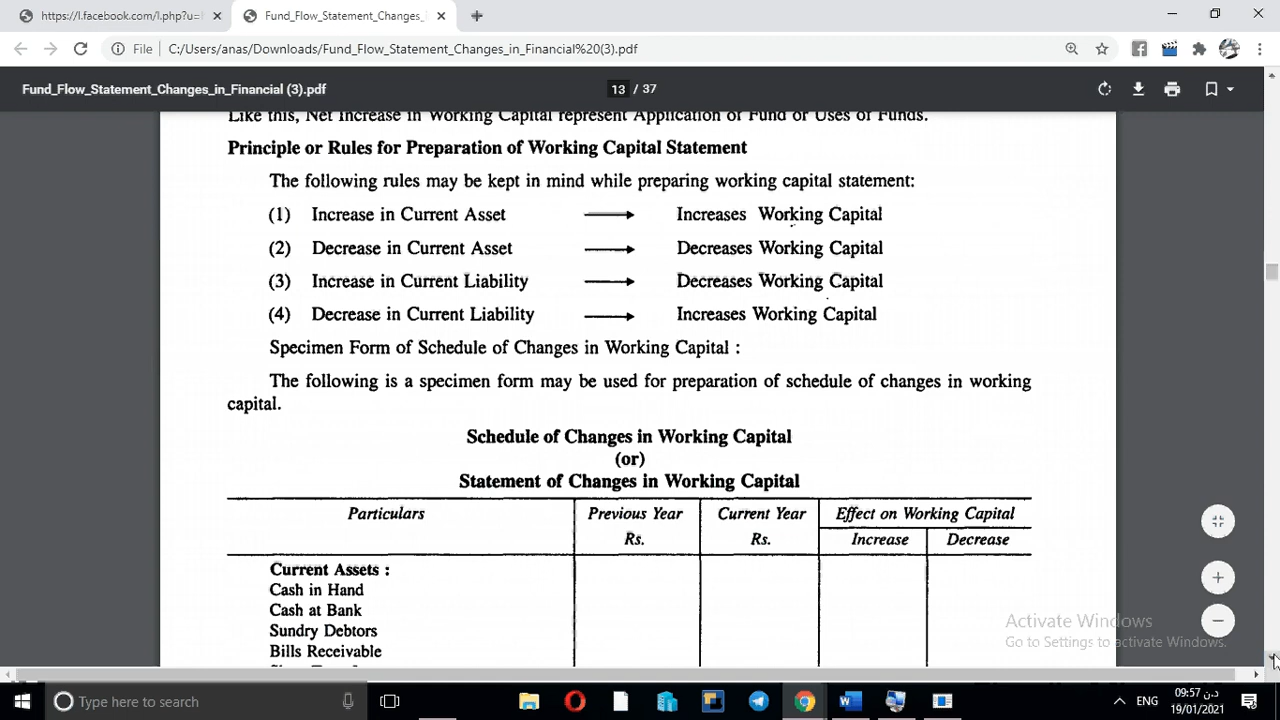 https://l.facebook.com/l.php?u=
Fund_Flow_Statement_Changes_
File
C:/Users/anas/Downloads/Fund_Flow_Statement_Changes_in_Financial%20(3).pdf
Fund_Flow_Statement_Changes_in_Financial (3).pdf
13 / 37
Like this, Net Increase in Working Capital represent Application of Fund or Uses of Funds.
Principle or Rules for Preparation of Working Capital Statement
The following rules may be kept in mind while preparing working capital statement:
(1) Increase in Current Asset Increases Working Capital
(2) Decrease in Current Asset Decreases Working Capital
(3) Increase in Current Liability Decreases Working Capital
(4) Decrease in Current Liability Increases Working Capital
Specimen Form of Schedule of Changes in Working Capital :
The following is a specimen form may be used for preparation of schedule of changes in working
capital.
Schedule of Changes in Working Capital
(or)
Statement of Changes in Working Capital
Particulars Previous Year Current Year Effect on Working Capital
Rs. Rs. Increase Decrease
Current Assets :
Cash in Hand
Cash at Bank
Sundry Debtors
Bills Receivable
Activate Windows
Go to Settings to activate Windows.
Type here to search
ENG
09:57 د.ن
19/01/2021